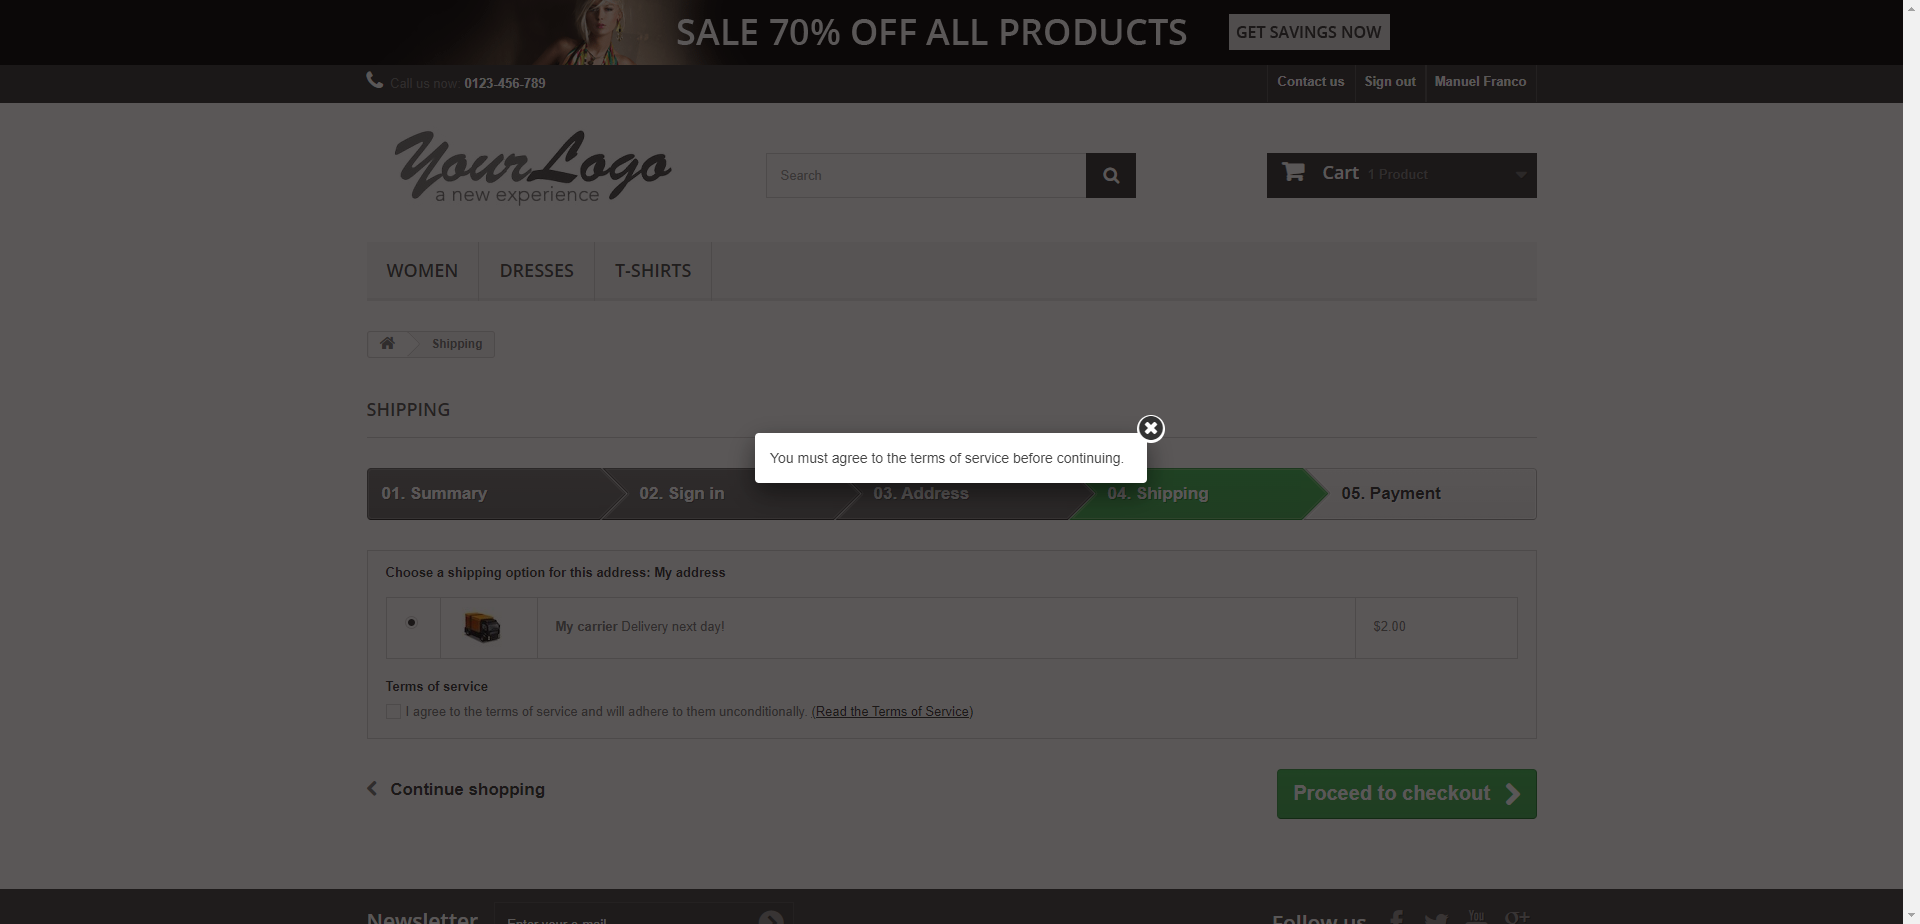 SALE 70% OFF ALL PRODUCTS
GET SAVINGS NOW
Call us now: 0123-456-789
Contact us
Sign out
Manuel Franco
YourLogo
a new experience
Search
Cart 1 Product
WOMEN
DRESSES
T-SHIRTS
Shipping
SHIPPING
You must agree to the terms of service before continuing.
01. Summary
02. Sign in
03. Address
04. Shipping
05. Payment
Choose a shipping option for this address: My address
My carrier Delivery next day!
$2.00
Terms of service
I agree to the terms of service and will adhere to them unconditionally. (Read the Terms of Service)
Continue shopping
Proceed to checkout
Newsletter
Enter your e-mail
Follow us
You
g+